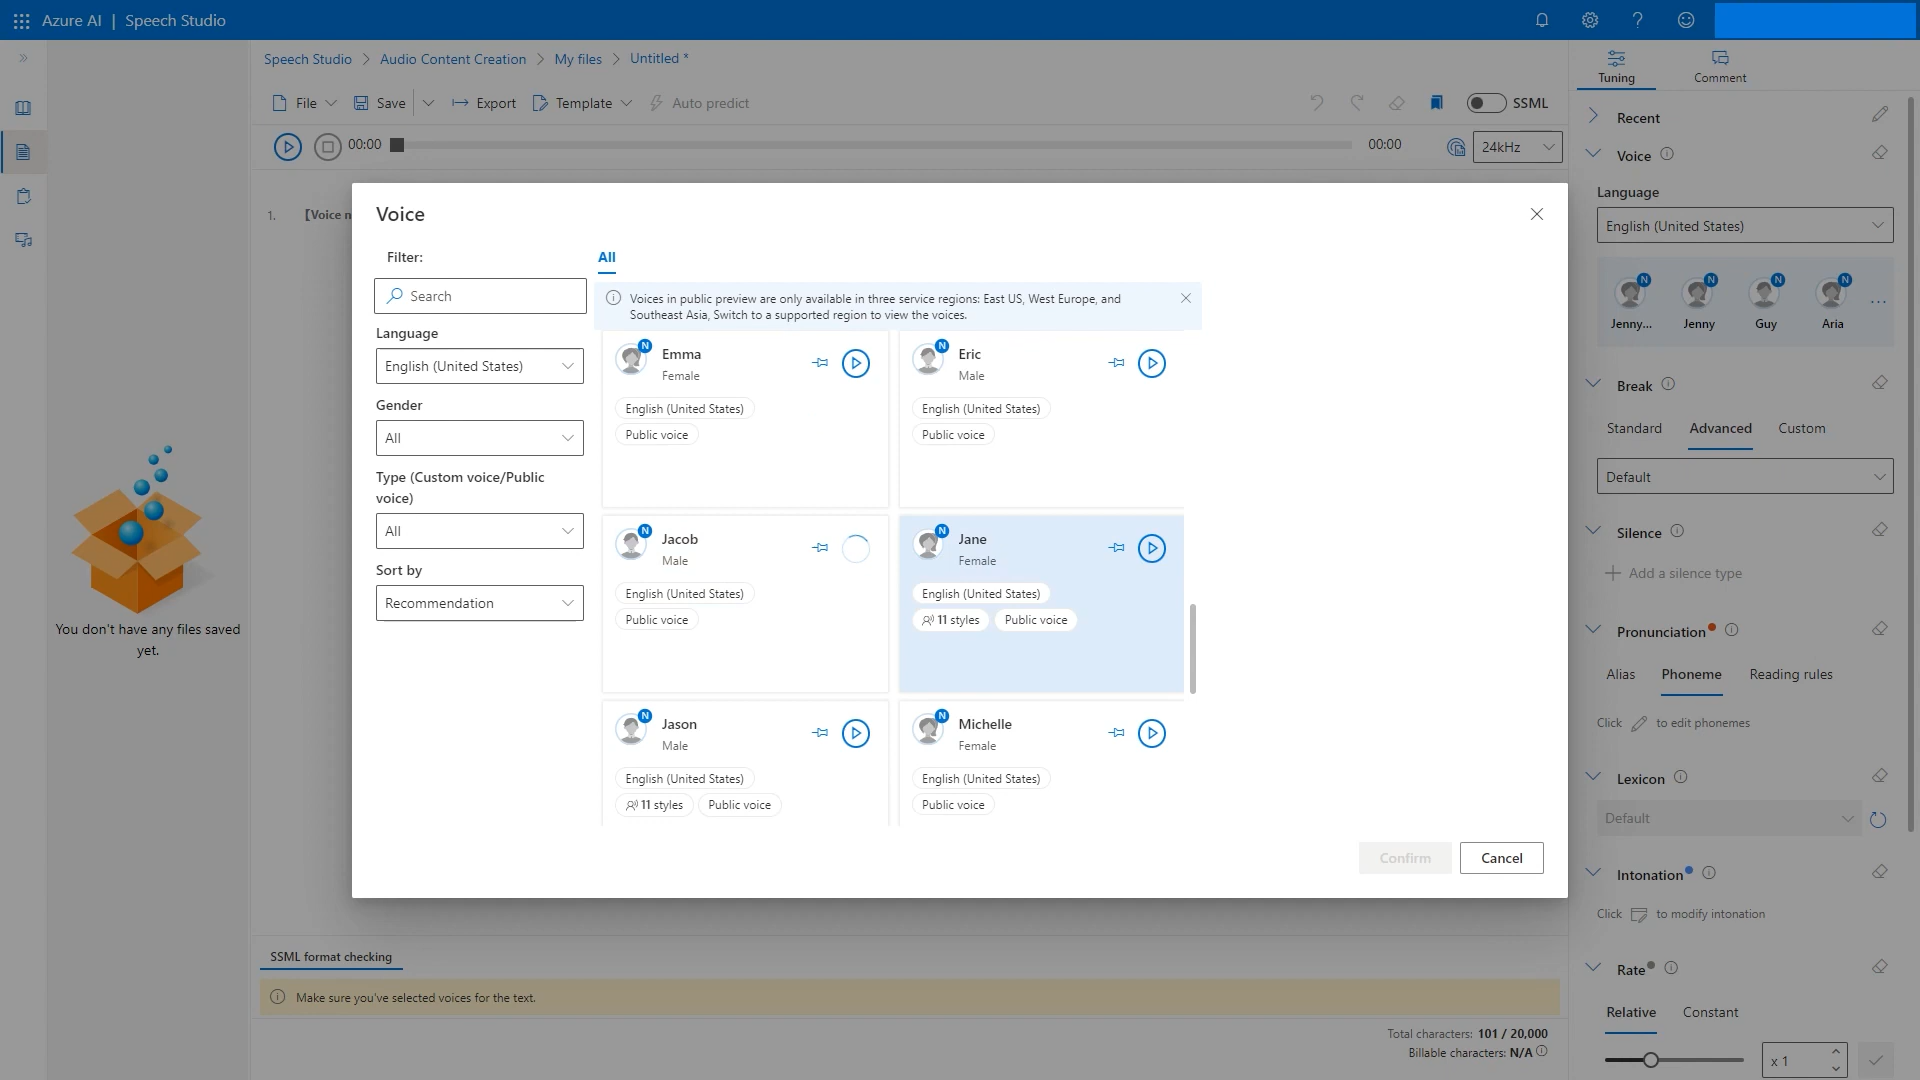 Azure AI | Speech Studio
Speech Studio > Audio Content Creation > My files > Untitled *
File
Save
Export
Template
Auto predict
SSML
00:00
00:00
24kHz
1. [Voice n
You don't have any files saved
yet.
Voice
Filter:
Search
Language
English (United States)
Gender
All
Type (Custom voice/Public
voice)
All
Sort by
Recommendation
All
Voices in public preview are only available in three service regions: East US, West Europe, and
Southeast Asia, Switch to a supported region to view the voices.
N
Emma
Female
English (United States)
Public voice
N
Eric
Male
English (United States)
Public voice
N
Jacob
Male
English (United States)
Public voice
N
Jane
Female
English (United States)
11 styles
Public voice
N
Jason
Male
English (United States)
11 styles
Public voice
N
Michelle
Female
English (United States)
Public voice
Confirm
Cancel
SSML format checking
Make sure you've selected voices for the text.
Total characters: 101 / 20,000
Billable characters: N/A
Tuning
Comment
Recent
Voice
Language
English (United States)
N
N
N
N
Jenny...
Jenny
Guy
Aria
...
Break
Standard
Advanced
Custom
Default
Silence
Add a silence type
Pronunciation
Alias
Phoneme
Reading rules
Click to edit phonemes
Lexicon
Default
Intonation
Click to modify intonation
Rate
Relative
Constant
x 1